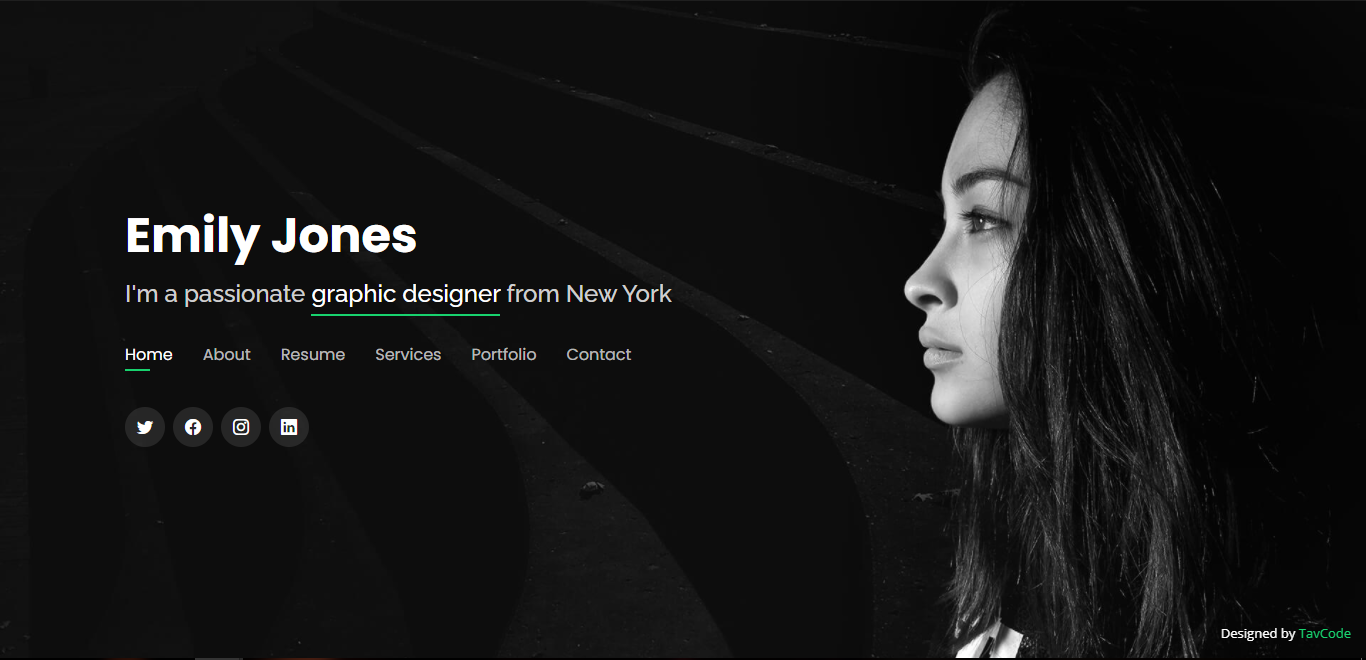 Emily Jones
I'm a passionate graphic designer from New York
Home About Resume Services Portfolio Contact
Designed by TavCode